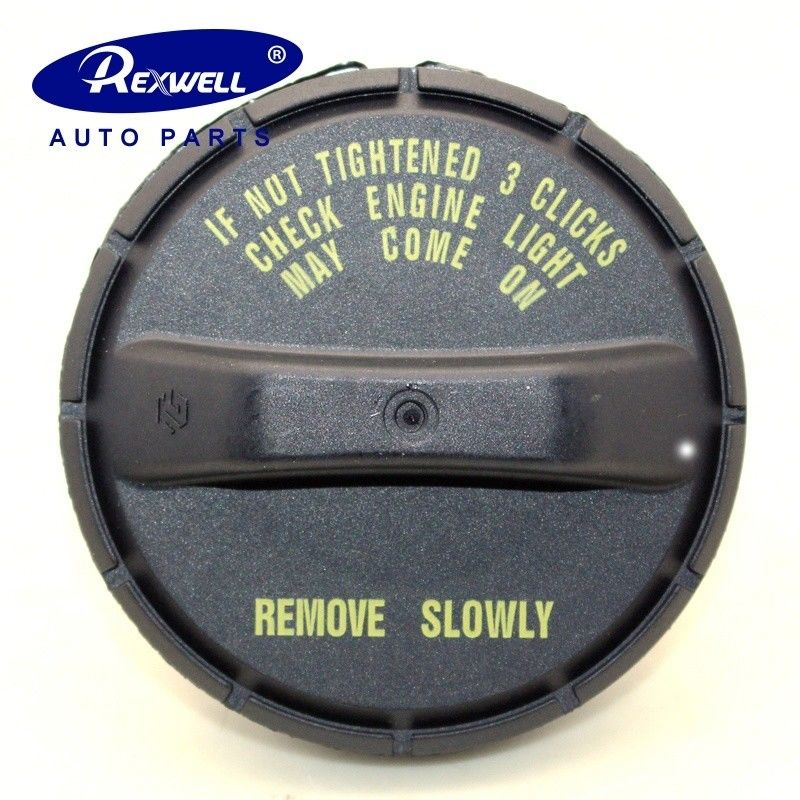 REXWELL ®
AUTO PARTS
IF NOT TIGHTENED 3 CLICKS
CHECK ENGINE LIGHT
MAY COME ON
REMOVE SLOWLY